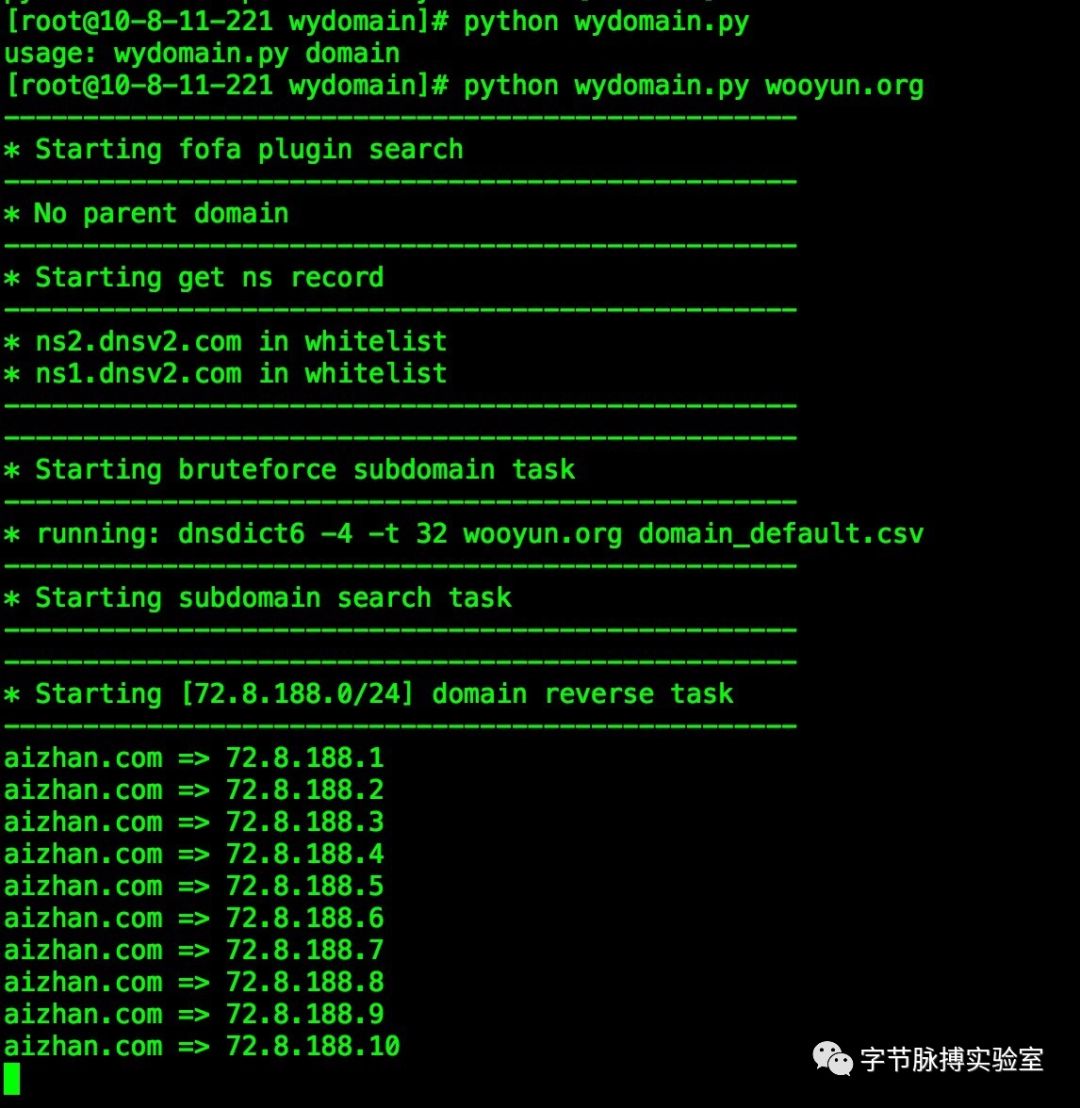 [root@10-8-11-221 wydomain]# python wydomain.py
usage: wydomain.py domain
[root@10-8-11-221 wydomain]# python wydomain.py wooyun.org
--------------------------------------------------
* Starting fofa plugin search
--------------------------------------------------
* No parent domain
--------------------------------------------------
* Starting get ns record
--------------------------------------------------
* ns2.dnsv2.com in whitelist
* ns1.dnsv2.com in whitelist
--------------------------------------------------
--------------------------------------------------
* Starting bruteforce subdomain task
--------------------------------------------------
* running: dnsdict6 -4 -t 32 wooyun.org domain_default.csv
--------------------------------------------------
* Starting subdomain search task
--------------------------------------------------
--------------------------------------------------
* Starting [72.8.188.0/24] domain reverse task
--------------------------------------------------
aizhan.com => 72.8.188.1
aizhan.com => 72.8.188.2
aizhan.com => 72.8.188.3
aizhan.com => 72.8.188.4
aizhan.com => 72.8.188.5
aizhan.com => 72.8.188.6
aizhan.com => 72.8.188.7
aizhan.com => 72.8.188.8
aizhan.com => 72.8.188.9
aizhan.com => 72.8.188.10
字节脉搏实验室